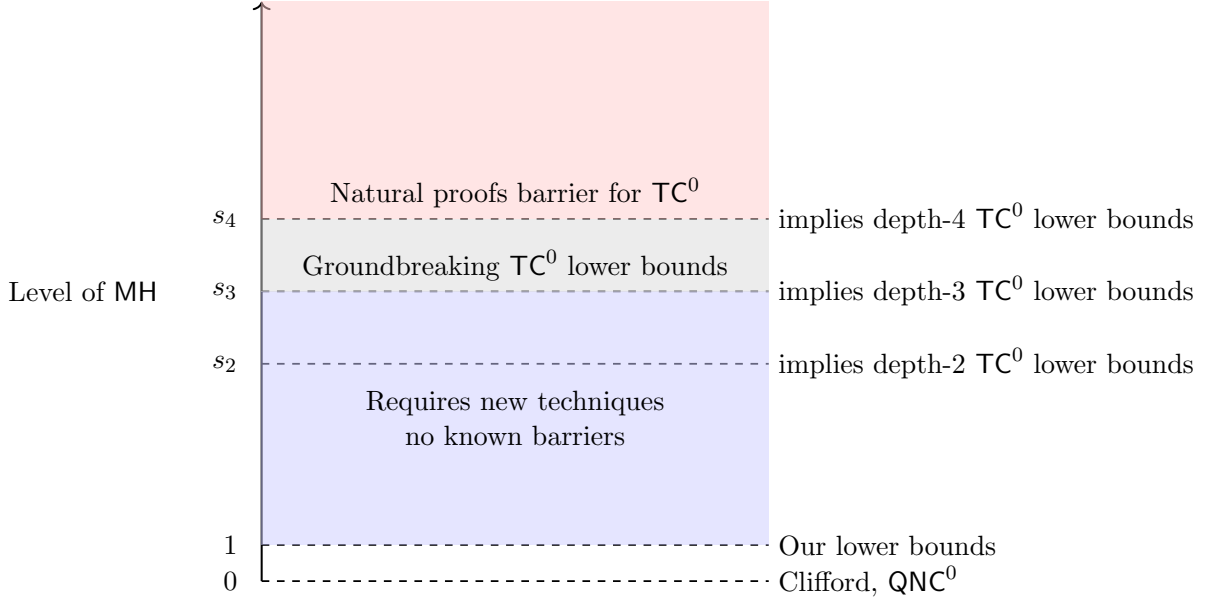 Natural proofs barrier for TC⁰
s₄
implies depth-4 TC⁰ lower bounds
Groundbreaking TC⁰ lower bounds
Level of MH
s₃
implies depth-3 TC⁰ lower bounds
s₂
implies depth-2 TC⁰ lower bounds
Requires new techniques
no known barriers
1
Our lower bounds
0
Clifford, QNC⁰